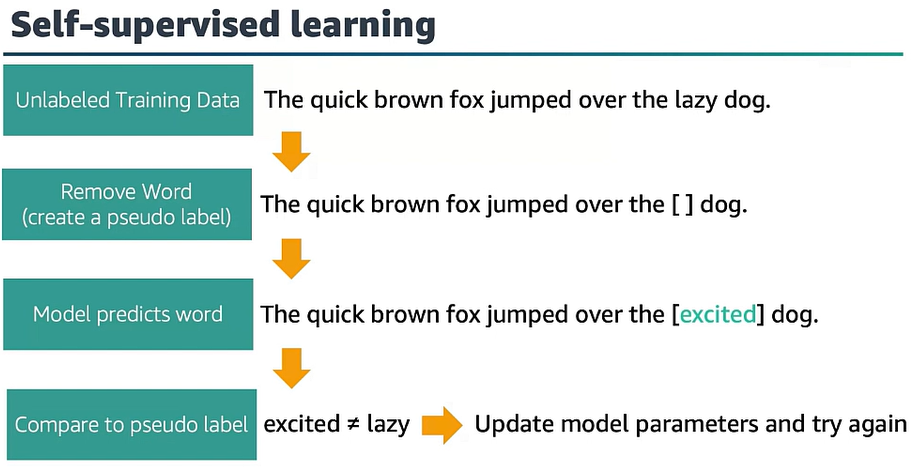 Self-supervised learning
Unlabeled Training Data
The quick brown fox jumped over the lazy dog.
Remove Word
(create a pseudo label)
The quick brown fox jumped over the [ ] dog.
Model predicts word
The quick brown fox jumped over the [excited] dog.
Compare to pseudo label
excited ≠ lazy
Update model parameters and try again